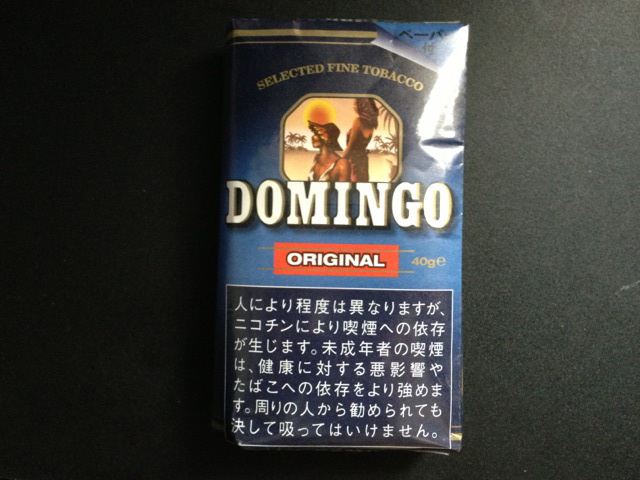 ペーパー
付
SELECTED FINE TOBACCO
DOMINGO
ORIGINAL
40g℮
人により程度は異なりますが、
ニコチンにより喫煙への依存
が生じます。未成年者の喫煙
は、健康に対する悪影響や
たばこへの依存をより強めま
す。周りの人から勧められても
決して吸ってはいけません。